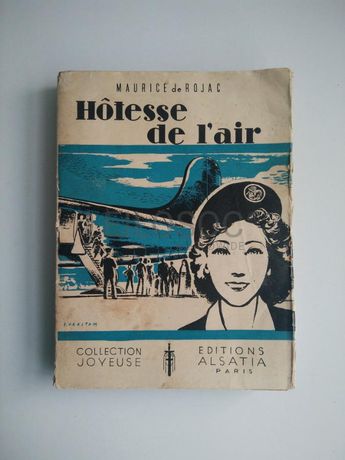 MAURICE de ROJAC
Hôtesse
de l'air
COLLECTION
JOYEUSE
EDITIONS
ALSATIA
PARIS